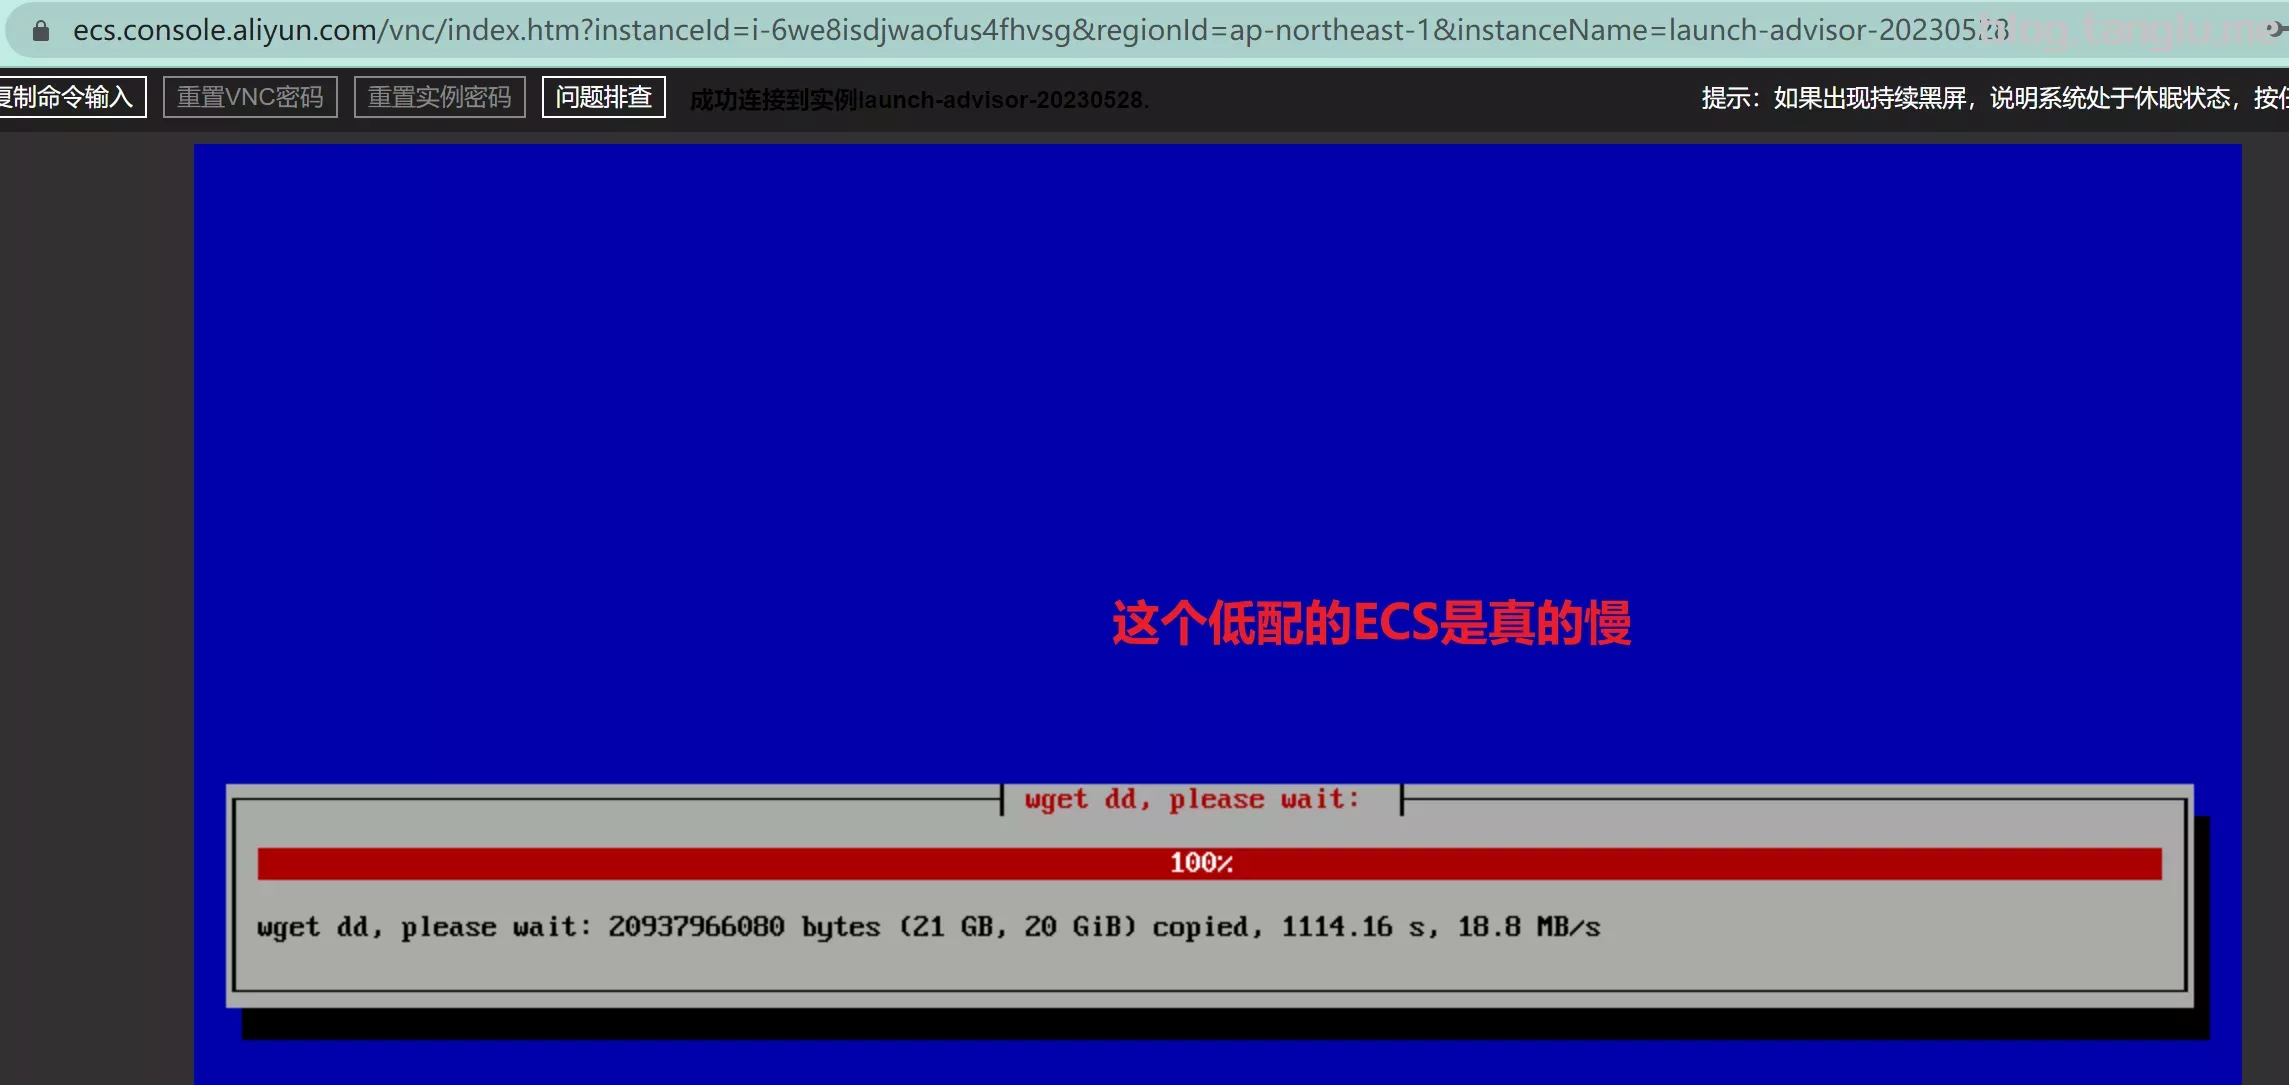 ecs.console.aliyun.com/vnc/index.htm?instanceId=i-6we8isdjwaofus4fhvsg&regionId=ap-northeast-1&instanceName=launch-advisor-20230528
blog.tanglu.me
复制命令输入 重置VNC密码 重置实例密码 问题排查 成功连接到实例launch-advisor-20230528. 提示：如果出现持续黑屏，说明系统处于休眠状态，按任
这个低配的ECS是真的慢
wget dd, please wait:
100%
wget dd, please wait: 20937966080 bytes (21 GB, 20 GiB) copied, 1114.16 s, 18.8 MB/s